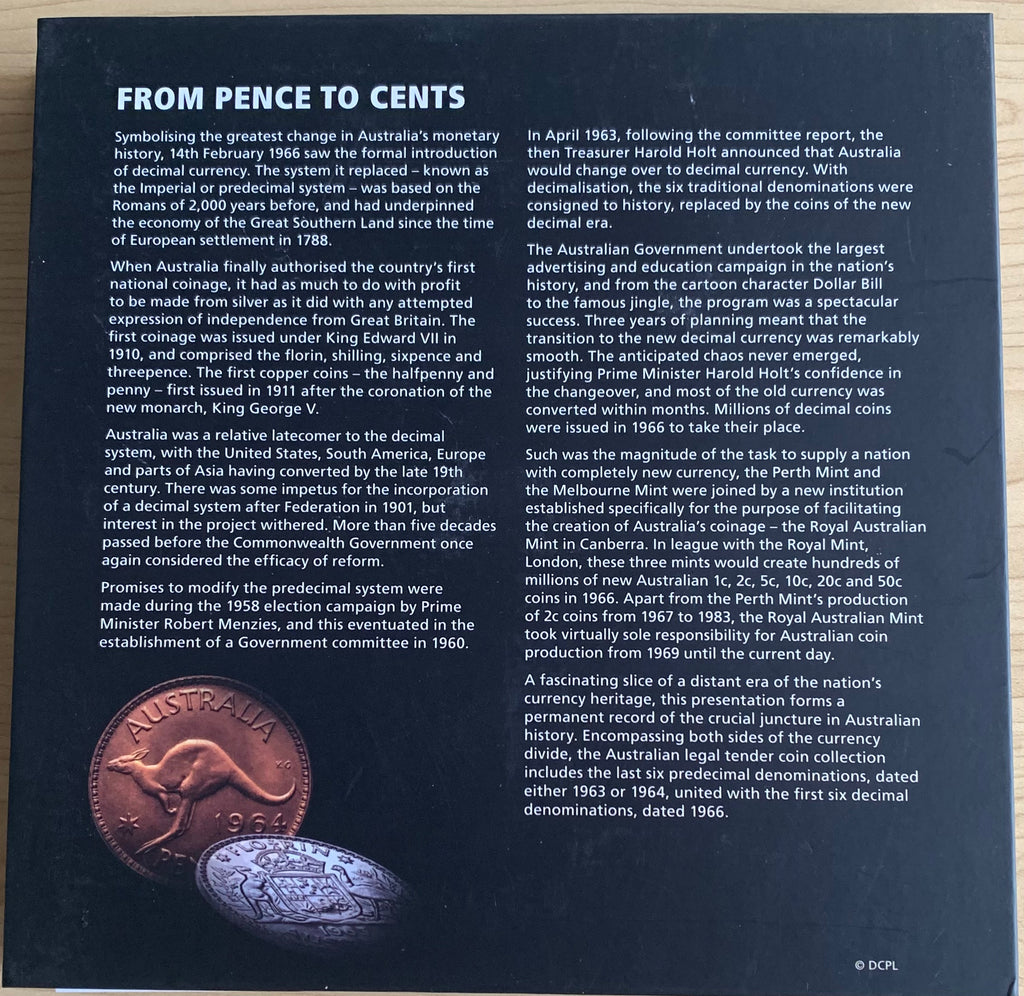 FROM PENCE TO CENTS
Symbolising the greatest change in Australia's monetary
history, 14th February 1966 saw the formal introduction
of decimal currency. The system it replaced – known as
the Imperial or predecimal system – was based on the
Romans of 2,000 years before, and had underpinned
the economy of the Great Southern Land since the time
of European settlement in 1788.
When Australia finally authorised the country's first
national coinage, it had as much to do with profit
to be made from silver as it did with any attempted
expression of independence from Great Britain. The
first coinage was issued under King Edward VII in
1910, and comprised the florin, shilling, sixpence and
threepence. The first copper coins – the halfpenny and
penny – first issued in 1911 after the coronation of the
new monarch, King George V.
Australia was a relative latecomer to the decimal
system, with the United States, South America, Europe
and parts of Asia having converted by the late 19th
century. There was some impetus for the incorporation
of a decimal system after Federation in 1901, but
interest in the project withered. More than five decades
passed before the Commonwealth Government once
again considered the efficacy of reform.
Promises to modify the predecimal system were
made during the 1958 election campaign by Prime
Minister Robert Menzies, and this eventuated in the
establishment of a Government committee in 1960.
AUSTRALIA
KG
1964
PEN
FLORIN
In April 1963, following the committee report, the
then Treasurer Harold Holt announced that Australia
would change over to decimal currency. With
decimalisation, the six traditional denominations were
consigned to history, replaced by the coins of the new
decimal era.
The Australian Government undertook the largest
advertising and education campaign in the nation's
history, and from the cartoon character Dollar Bill
to the famous jingle, the program was a spectacular
success. Three years of planning meant that the
transition to the new decimal currency was remarkably
smooth. The anticipated chaos never emerged,
justifying Prime Minister Harold Holt's confidence in
the changeover, and most of the old currency was
converted within months. Millions of decimal coins
were issued in 1966 to take their place.
Such was the magnitude of the task to supply a nation
with completely new currency, the Perth Mint and
the Melbourne Mint were joined by a new institution
established specifically for the purpose of facilitating
the creation of Australia's coinage – the Royal Australian
Mint in Canberra. In league with the Royal Mint,
London, these three mints would create hundreds of
millions of new Australian 1c, 2c, 5c, 10c, 20c and 50c
coins in 1966. Apart from the Perth Mint's production
of 2c coins from 1967 to 1983, the Royal Australian Mint
took virtually sole responsibility for Australian coin
production from 1969 until the current day.
A fascinating slice of a distant era of the nation's
currency heritage, this presentation forms a
permanent record of the crucial juncture in Australian
history. Encompassing both sides of the currency
divide, the Australian legal tender coin collection
includes the last six predecimal denominations, dated
either 1963 or 1964, united with the first six decimal
denominations, dated 1966.
© DCPL